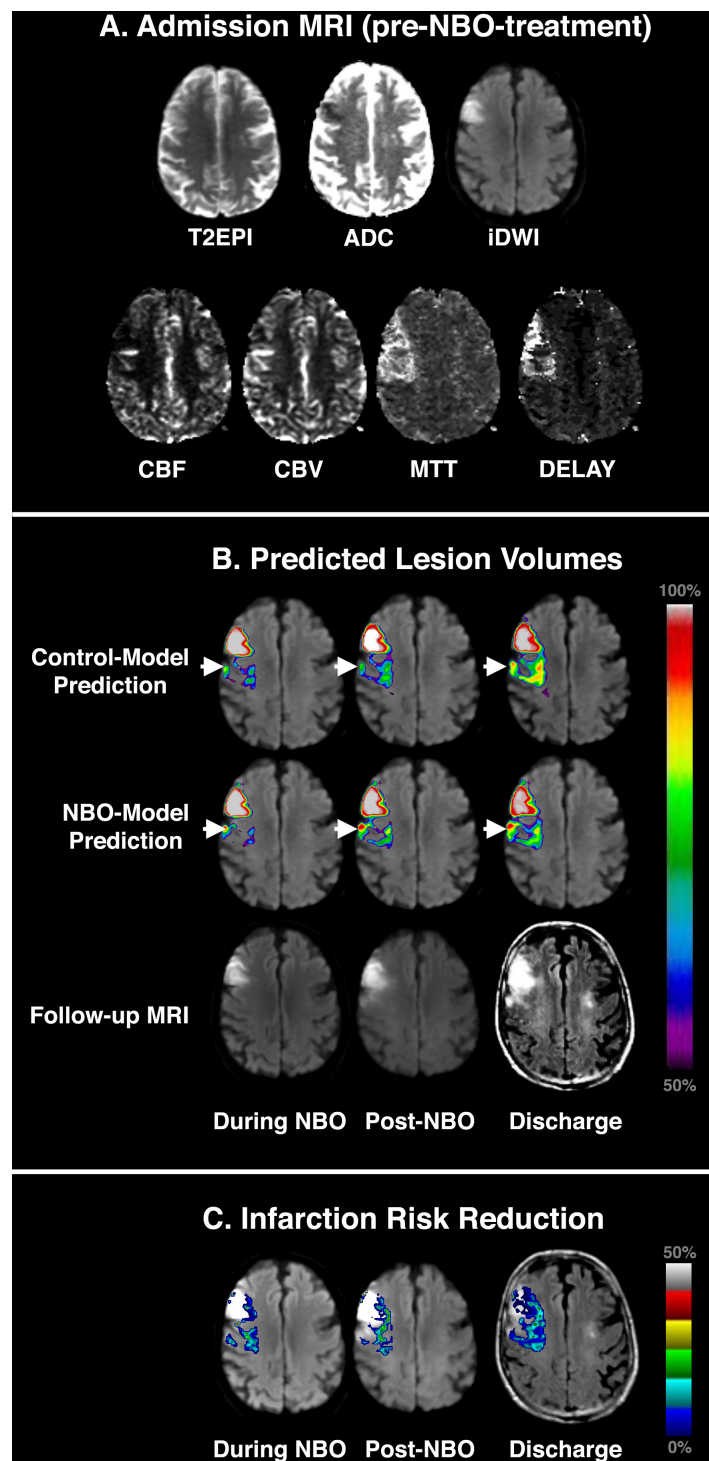 A. Admission MRI (pre-NBO-treatment)
T2EPI ADC iDWI
CBF CBV MTT DELAY
B. Predicted Lesion Volumes
100%
Control-Model
Prediction
NBO-Model
Prediction
Follow-up MRI
50%
During NBO Post-NBO Discharge
C. Infarction Risk Reduction
50%
0%
During NBO Post-NBO Discharge